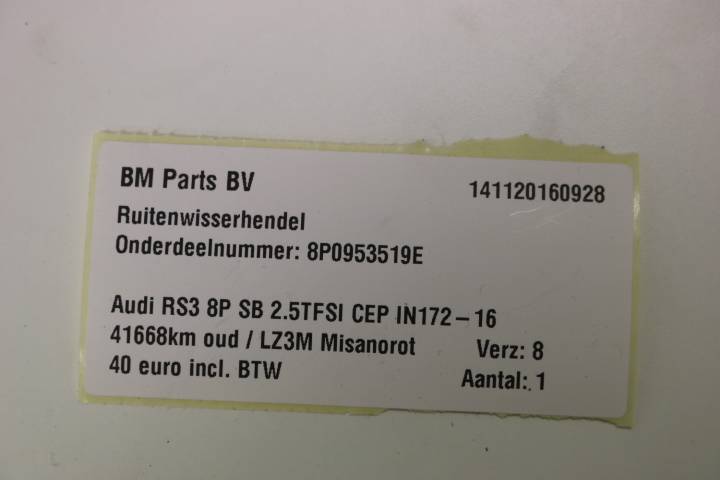 BM Parts BV 141120160928
Ruitenwisserhendel
Onderdeelnummer: 8P0953519E
Audi RS3 8P SB 2.5TFSI CEP IN172-16
41668km oud / LZ3M Misanorot Verz: 8
40 euro incl. BTW Aantal: 1